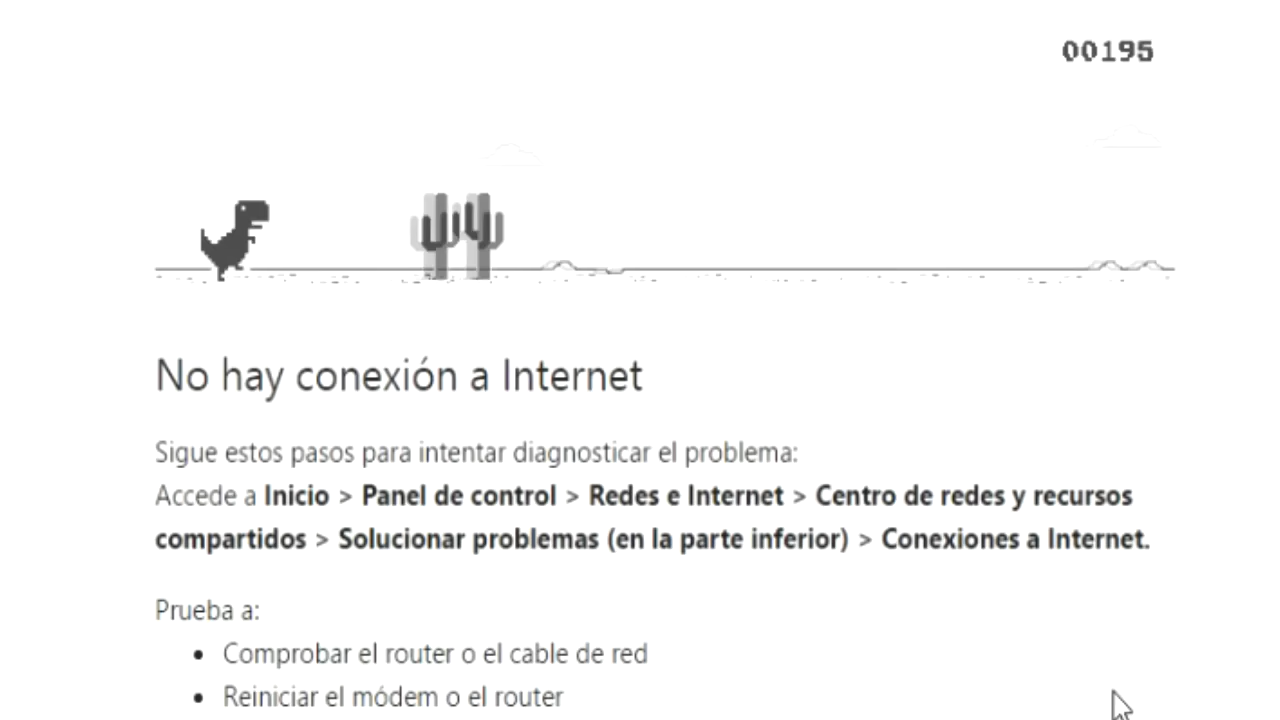 00195
No hay conexión a Internet
Sigue estos pasos para intentar diagnosticar el problema:
Accede a Inicio > Panel de control > Redes e Internet > Centro de redes y recursos
compartidos > Solucionar problemas (en la parte inferior) > Conexiones a Internet.
Prueba a:
• Comprobar el router o el cable de red
• Reiniciar el módem o el router